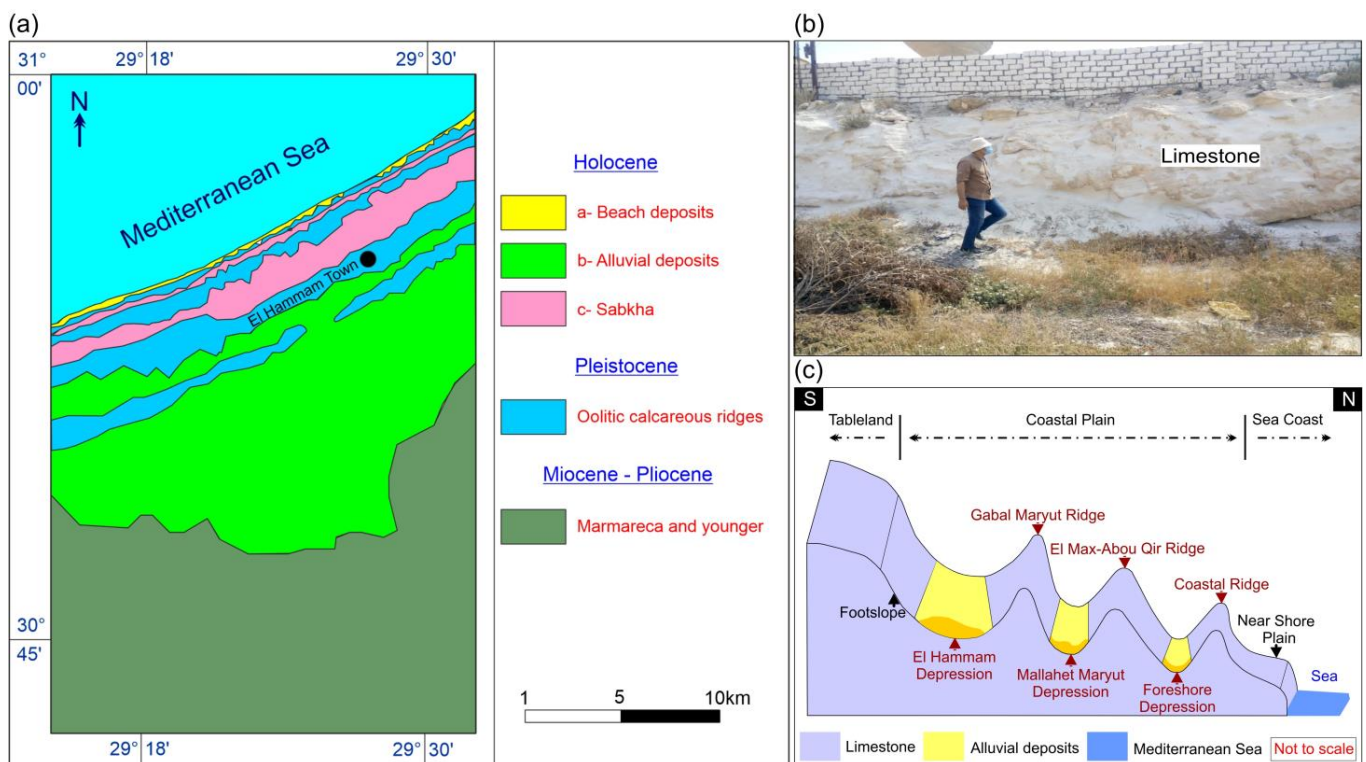 (a)
29° 18'
29° 30'
31°
00'
N
Mediterranean Sea
El Hammam Town
30°
45'
29° 18'
29° 30'
Holocene
a- Beach deposits
b- Alluvial deposits
c- Sabkha
Pleistocene
Oolitic calcareous ridges
Miocene - Pliocene
Marmareca and younger
1 5 10km
(b)
Limestone
(c)
S
N
Tableland
Coastal Plain
Sea Coast
Gabal Maryut Ridge
El Max-Abou Qir Ridge
Coastal Ridge
Footslope
Near Shore
Plain
El Hammam
Depression
Mallahet Maryut
Depression
Foreshore
Depression
Sea
Limestone
Alluvial deposits
Mediterranean Sea
Not to scale